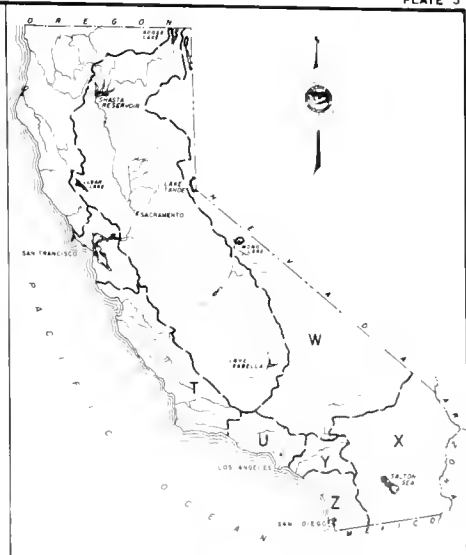 PLATE 3
OREGON
GOOSE
LAKE
SHASTA
RESERVOIR
CLEAR LAKE
LAKE
TAHOE
SACRAMENTO
NEVADA
SAN FRANCISCO
MONO
LAKE
PACIFIC
W
LAKE
ISABELLA
T
ARIZONA
U
X
LOS ANGELES
Y
SALTON
SEA
Z
OCEAN
SAN DIEGO
MEXICO